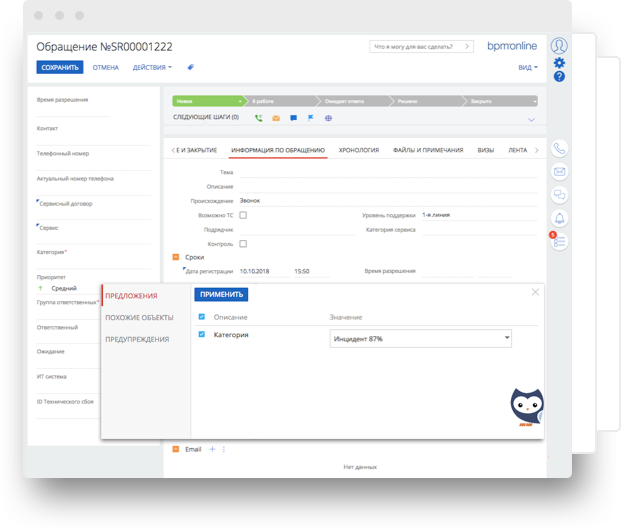 Обращение №SR00001222
Что я могу для вас сделать? >
bpmonline
СОХРАНИТЬ ОТМЕНА ДЕЙСТВИЯ
ВИД
Время разрешения
Контакт
Телефонный номер
Актуальный номер телефона
Сервисный договор
Сервис
Категория*
Приоритет
Средний
Группа ответственных*
Ответственный
Ожидание
ИТ система
ID Технического сбоя
Новое В работе Ожидает ответа Решено Закрыто
СЛЕДУЮЩИЕ ШАГИ (0)
Е И ЗАКРЫТИЕ ИНФОРМАЦИЯ ПО ОБРАЩЕНИЮ ХРОНОЛОГИЯ ФАЙЛЫ И ПРИМЕЧАНИЯ ВИЗЫ ЛЕНТА
Тема
Описание
Происхождение Звонок
Возможно ТС Уровень поддержки 1-я линия
Подрядчик Категория сервиса
Контроль
Сроки
Дата регистрации 10.10.2018 15:50 Время разрешения
5
ПРЕДЛОЖЕНИЯ
ПОХОЖИЕ ОБЪЕКТЫ
ПРЕДУПРЕЖДЕНИЯ
ПРИМЕНИТЬ
Описание Значение
Категория Инцидент 87%
Email
Нет данных